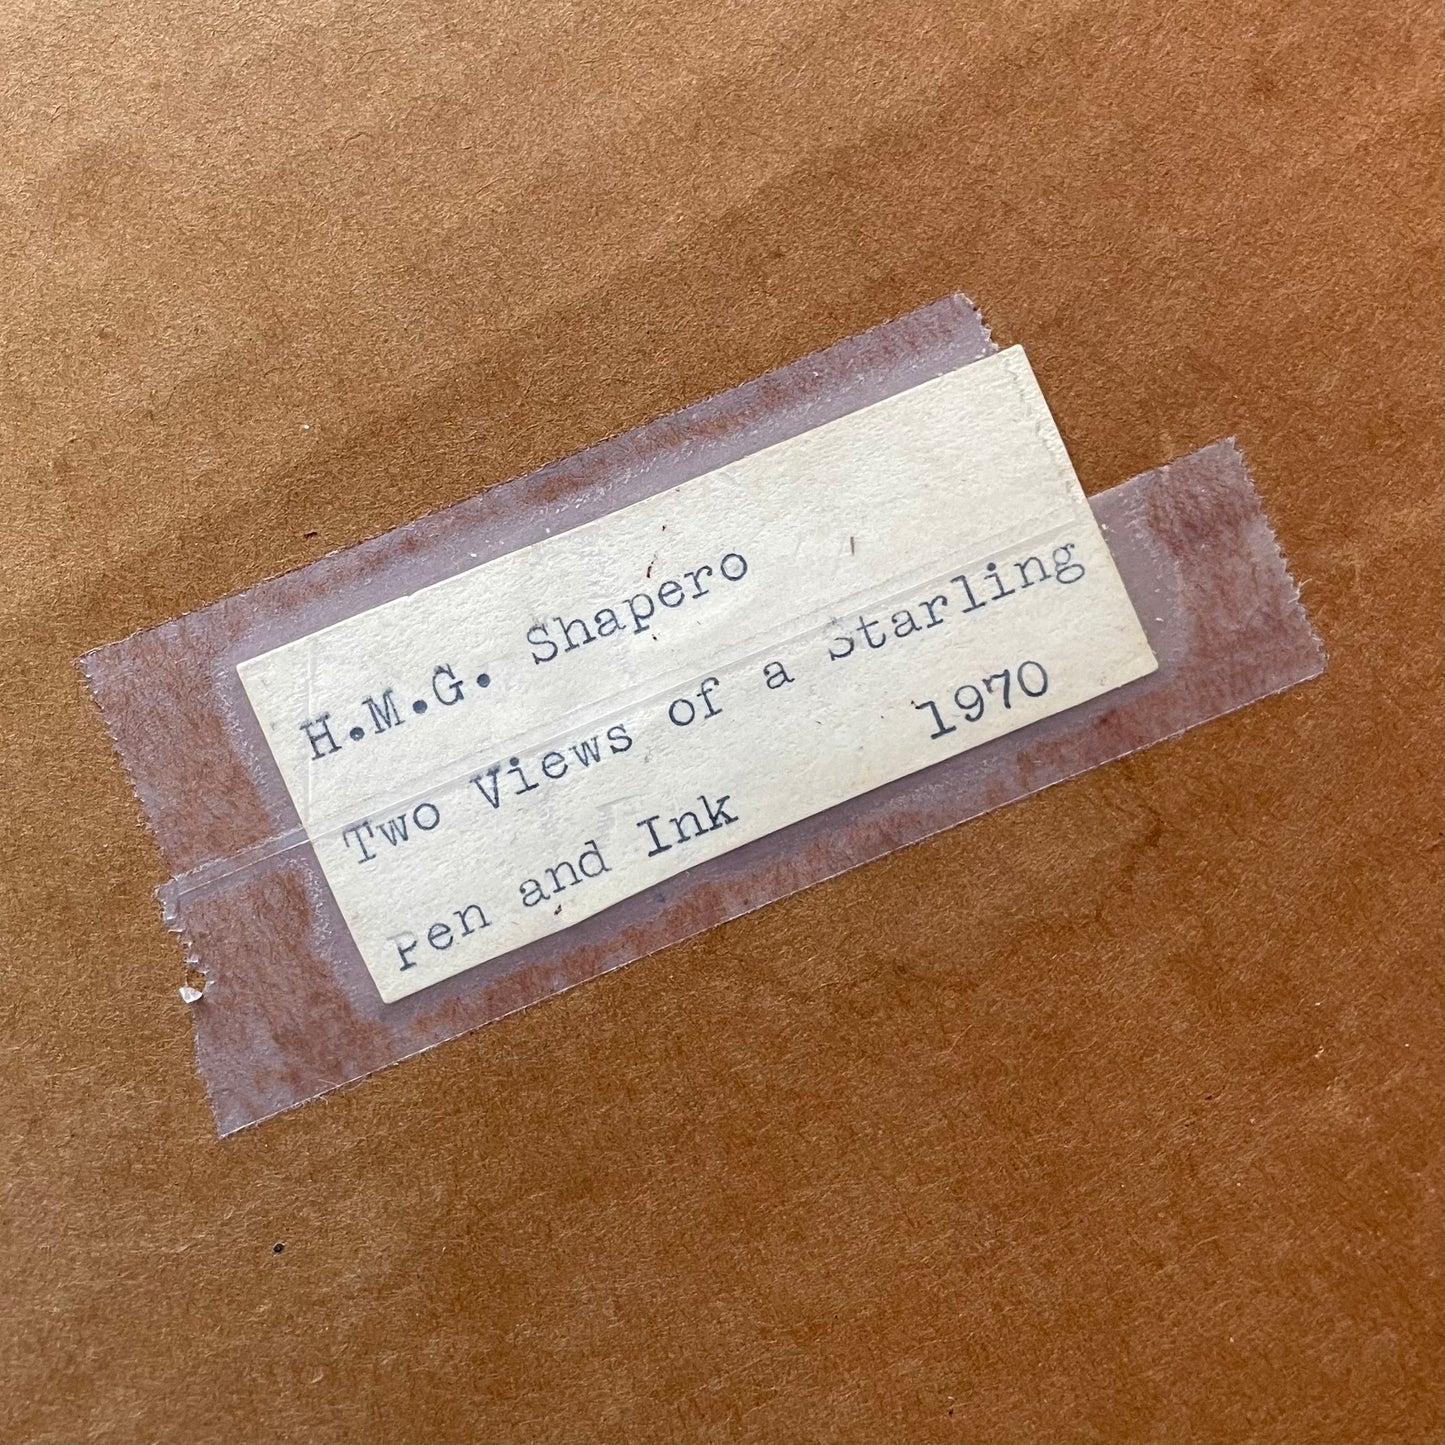 H.M.G. Shapero
Two Views of a Starling
Pen and Ink 1970